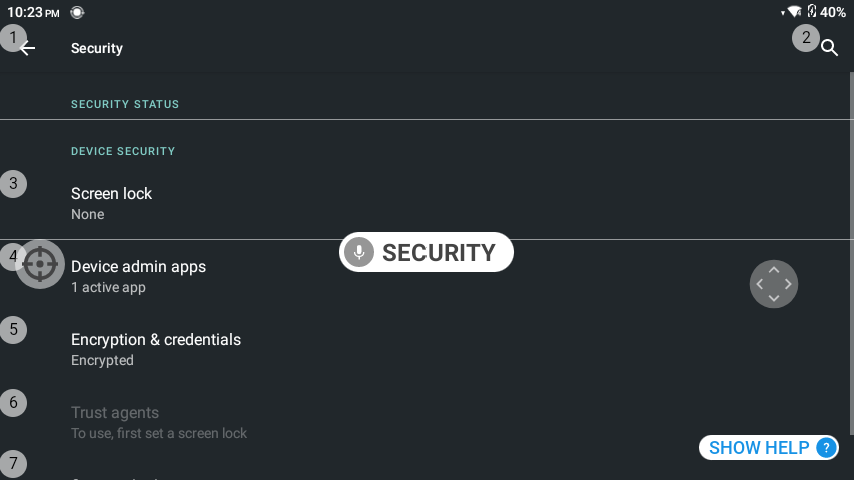 10:23 PM 40%
1 Security 2
SECURITY STATUS
DEVICE SECURITY
3 Screen lock
None
SECURITY
4 Device admin apps
1 active app
5 Encryption & credentials
Encrypted
6 Trust agents
To use, first set a screen lock
SHOW HELP ?
7